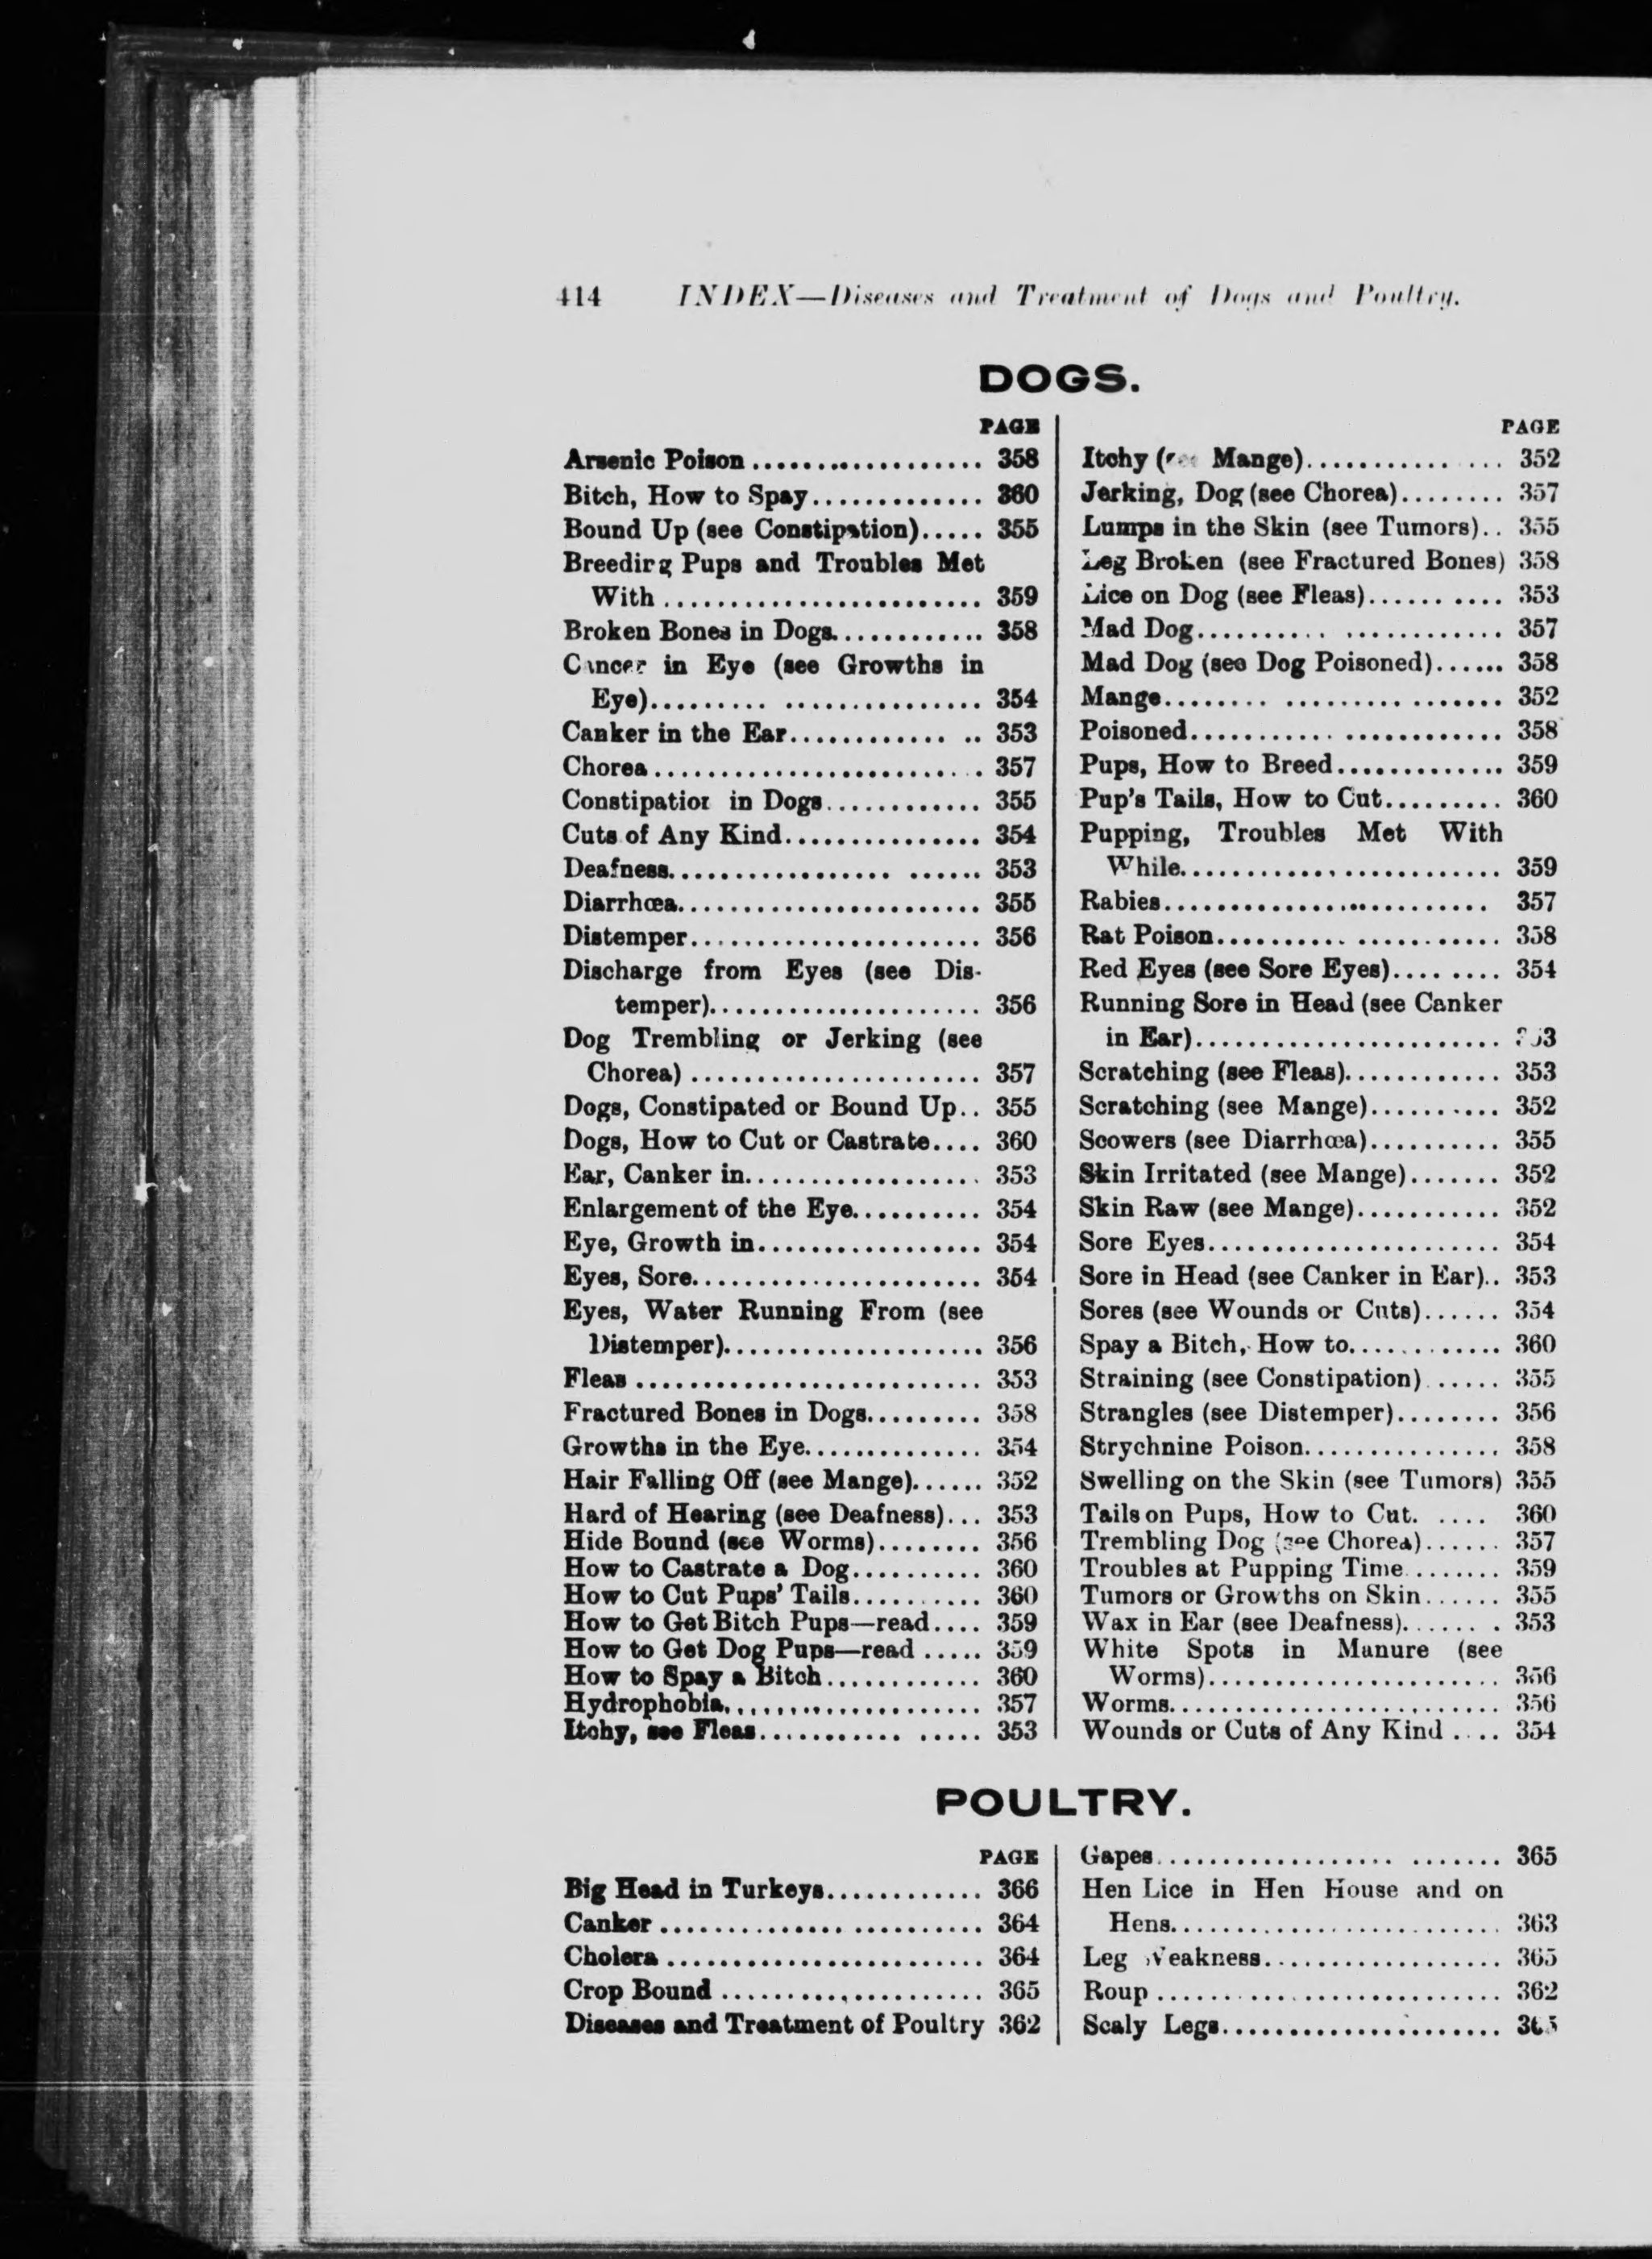 414 INDEX—Diseases and Treatment of Dogs and Poultry.
DOGS.
PAGE
Arsenic Poison ................... 358
Bitch, How to Spay............. 360
Bound Up (see Constipation)..... 355
Breeding Pups and Troubles Met
With ........................ 359
Broken Bones in Dogs............ 358
Cancer in Eye (see Growths in
Eye)......................... 354
Canker in the Ear............ .. 353
Chorea.......................... 357
Constipation in Dogs............ 355
Cuts of Any Kind............... 354
Deafness................. ...... 353
Diarrhœa....................... 355
Distemper...................... 356
Discharge from Eyes (see Dis-
temper)..................... 356
Dog Trembling or Jerking (see
Chorea) ...................... 357
Dogs, Constipated or Bound Up.. 355
Dogs, How to Cut or Castrate.... 360
Ear, Canker in.................. 353
Enlargement of the Eye.......... 354
Eye, Growth in................. 354
Eyes, Sore...................... 354
Eyes, Water Running From (see
Distemper).................... 356
Fleas .......................... 353
Fractured Bones in Dogs......... 358
Growths in the Eye.............. 354
Hair Falling Off (see Mange)...... 352
Hard of Hearing (see Deafness)... 353
Hide Bound (see Worms)........ 356
How to Castrate a Dog.......... 360
How to Cut Pups' Tails.......... 360
How to Get Bitch Pups—read.... 359
How to Get Dog Pups—read ..... 359
How to Spay a Bitch............ 360
Hydrophobia.................... 357
Itchy, see Fleas........... ..... 353
PAGE
Itchy (see Mange)........... ... 352
Jerking, Dog (see Chorea)........ 357
Lumps in the Skin (see Tumors).. 355
Leg Broken (see Fractured Bones) 358
Lice on Dog (see Fleas).......... 353
Mad Dog.......... ............ 357
Mad Dog (see Dog Poisoned)...... 358
Mange........ ................ 352
Poisoned........... ............ 358
Pups, How to Breed............. 359
Pup's Tails, How to Cut......... 360
Pupping, Troubles Met With
While......................... 359
Rabies......................... 357
Rat Poison.......... ........... 358
Red Eyes (see Sore Eyes)........ 354
Running Sore in Head (see Canker
in Ear)....................... 353
Scratching (see Fleas)............ 353
Scratching (see Mange).......... 352
Scowers (see Diarrhœa).......... 355
Skin Irritated (see Mange)....... 352
Skin Raw (see Mange)........... 352
Sore Eyes...................... 354
Sore in Head (see Canker in Ear).. 353
Sores (see Wounds or Cuts)...... 354
Spay a Bitch, How to............ 360
Straining (see Constipation)...... 355
Strangles (see Distemper)........ 356
Strychnine Poison............... 358
Swelling on the Skin (see Tumors) 355
Tails on Pups, How to Cut. .... 360
Trembling Dog (see Chorea)...... 357
Troubles at Pupping Time....... 359
Tumors or Growths on Skin...... 355
Wax in Ear (see Deafness)....... 353
White Spots in Manure (see
Worms)...................... 356
Worms......................... 356
Wounds or Cuts of Any Kind .... 354
POULTRY.
PAGE
Big Head in Turkeys............ 366
Canker ........................ 364
Cholera ........................ 364
Crop Bound .................... 365
Diseases and Treatment of Poultry 362
Gapes.................. ....... 365
Hen Lice in Hen House and on
Hens......................... 363
Leg Weakness.................. 365
Roup .......................... 362
Scaly Legs..................... 365